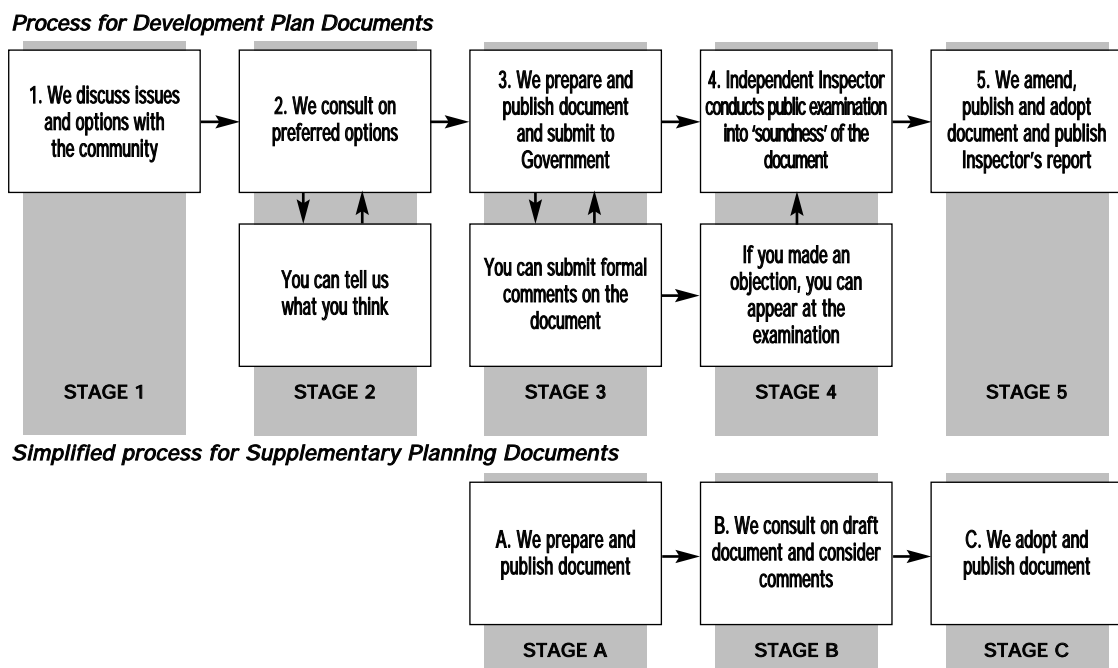 Process for Development Plan Documents
1. We discuss issues
and options with
the community
2. We consult on
preferred options
3. We prepare and
publish document
and submit to
Government
4. Independent Inspector
conducts public examination
into ‘soundness’ of the
document
5. We amend,
publish and adopt
document and publish
Inspector’s report
You can tell us
what you think
You can submit formal
comments on the
document
If you made an
objection, you can
appear at the
examination
STAGE 1
STAGE 2
STAGE 3
STAGE 4
STAGE 5
Simplified process for Supplementary Planning Documents
A. We prepare and
publish document
B. We consult on draft
document and consider
comments
C. We adopt and
publish document
STAGE A
STAGE B
STAGE C